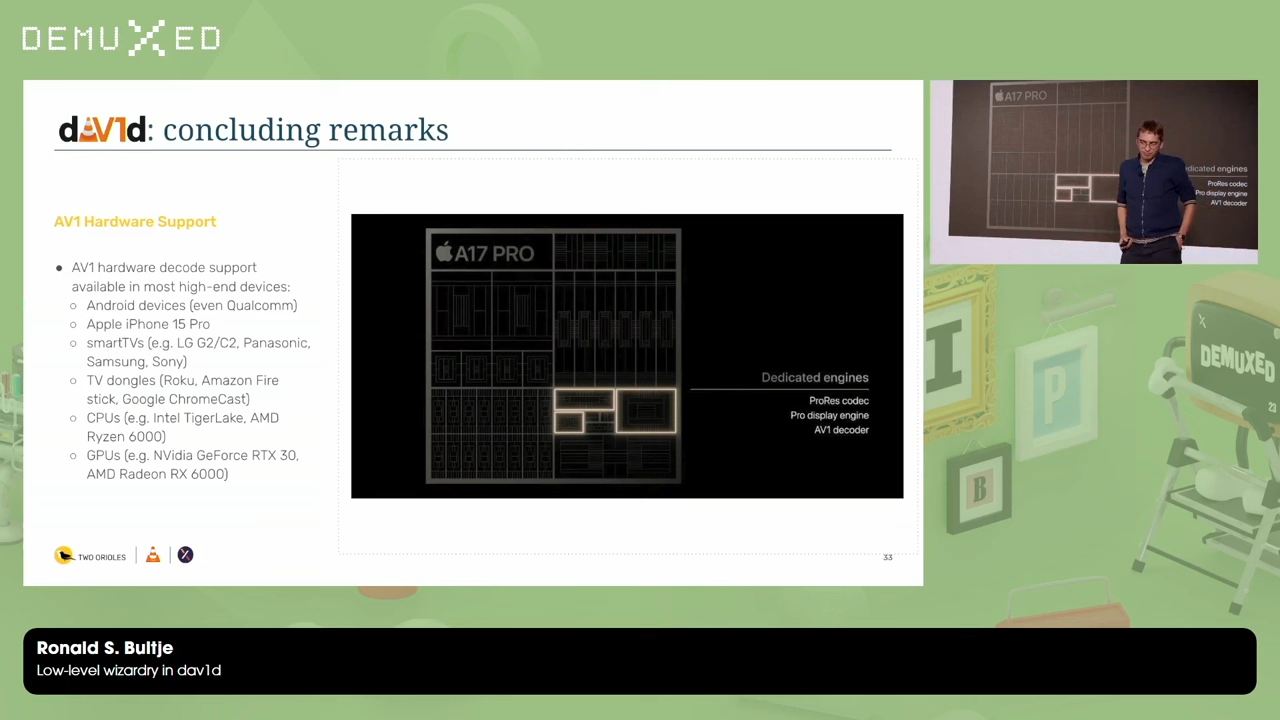 DEMUXED
dAV1d: concluding remarks
AV1 Hardware Support
● AV1 hardware decode support
available in most high-end devices:
○ Android devices (even Qualcomm)
○ Apple iPhone 15 Pro
○ smartTVs (e.g. LG G2/C2, Panasonic,
Samsung, Sony)
○ TV dongles (Roku, Amazon Fire
stick, Google ChromeCast)
○ CPUs (e.g. Intel TigerLake, AMD
Ryzen 6000)
○ GPUs (e.g. NVidia GeForce RTX 30,
AMD Radeon RX 6000)
A17 PRO
Dedicated engines
ProRes codec
Pro display engine
AV1 decoder
TWO ORIOLES
33
A17 PRO
edicated engines
ProRes codec
Pro display engine
AV1 decoder
I
P
B
DEMUXED
23
Ronald S. Bultje
Low-level wizardry in dav1d